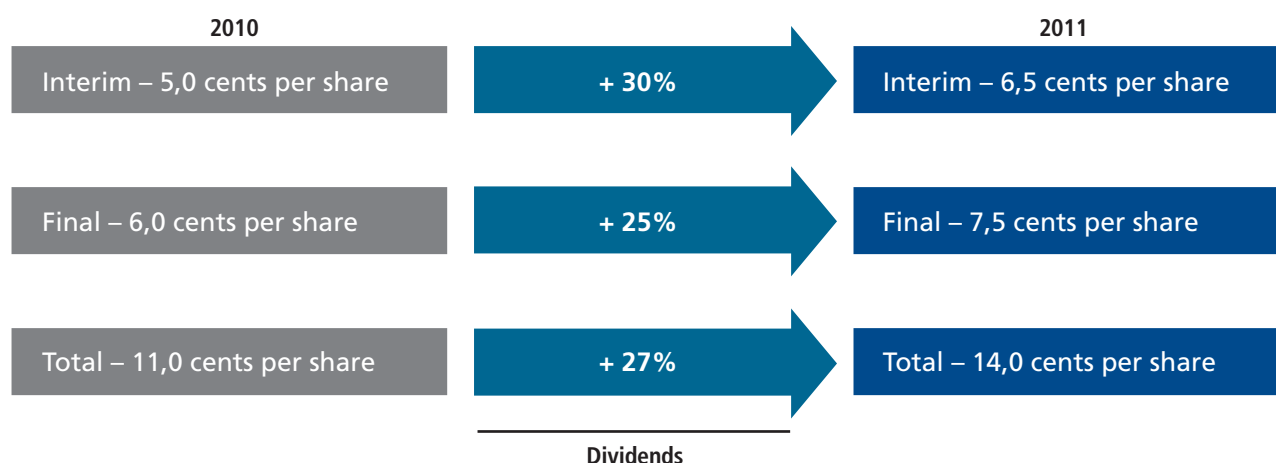 2010
2011
Interim – 5,0 cents per share
+ 30%
Interim – 6,5 cents per share
Final – 6,0 cents per share
+ 25%
Final – 7,5 cents per share
Total – 11,0 cents per share
+ 27%
Total – 14,0 cents per share
Dividends